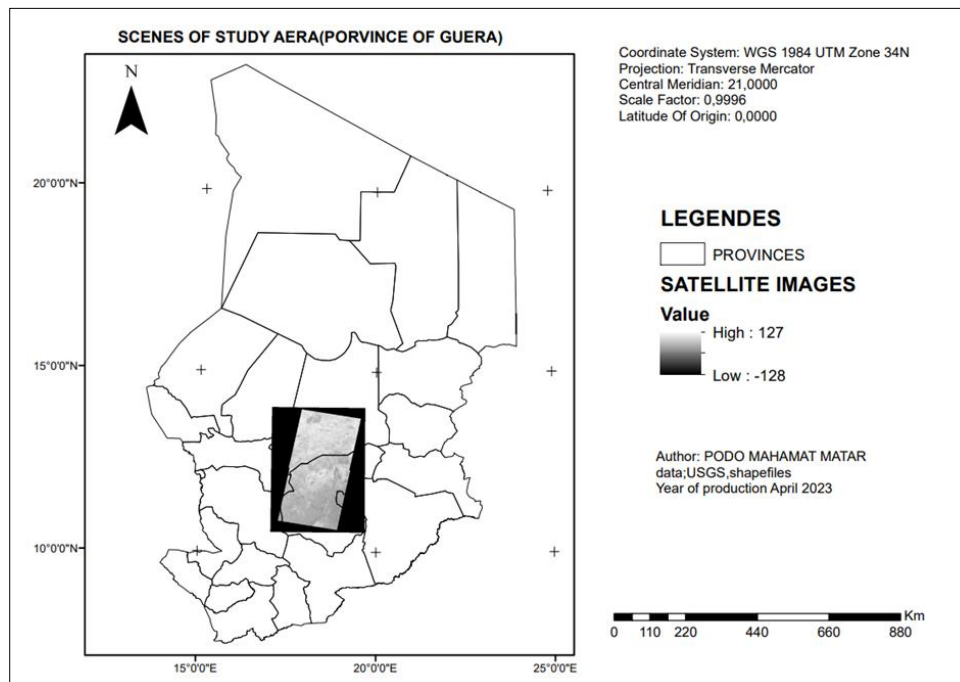 SCENES OF STUDY AERA(PORVINCE OF GUERA)
N
20°0'0"N
15°0'0"N
10°0'0"N
15°0'0"E
20°0'0"E
25°0'0"E
Coordinate System: WGS 1984 UTM Zone 34N
Projection: Transverse Mercator
Central Meridian: 21,0000
Scale Factor: 0,9996
Latitude Of Origin: 0,0000
LEGENDES
PROVINCES
SATELLITE IMAGES
Value
High : 127
Low : -128
Author: PODO MAHAMAT MATAR
data;USGS,shapefiles
Year of production April 2023
Km
0 110 220 440 660 880